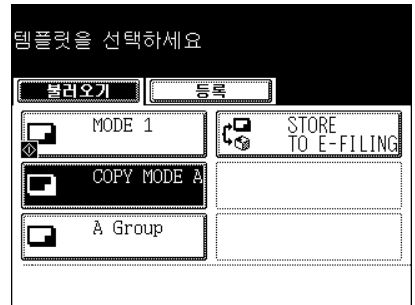 템플릿을 선택하세요
불러오기
등록
MODE 1
STORE
TO E-FILING
COPY MODE A
A Group